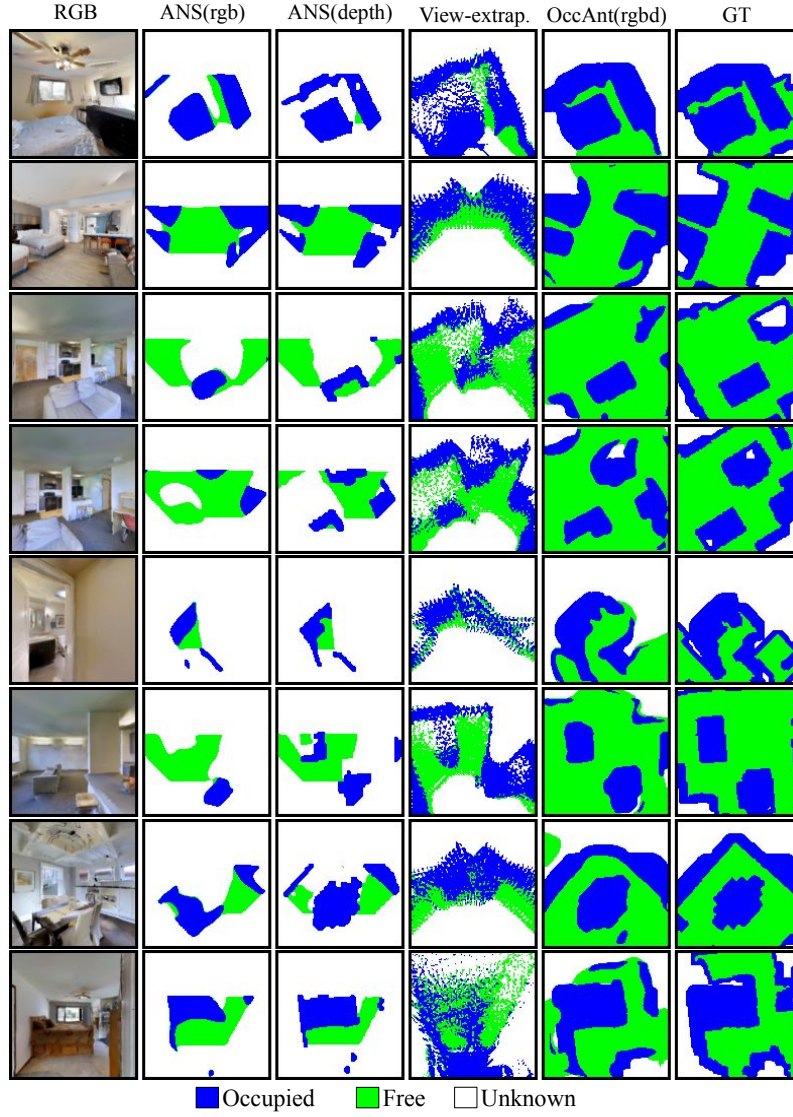 RGB ANS(rgb) ANS(depth) View-extrap. OccAnt(rgbd) GT
Occupied Free Unknown